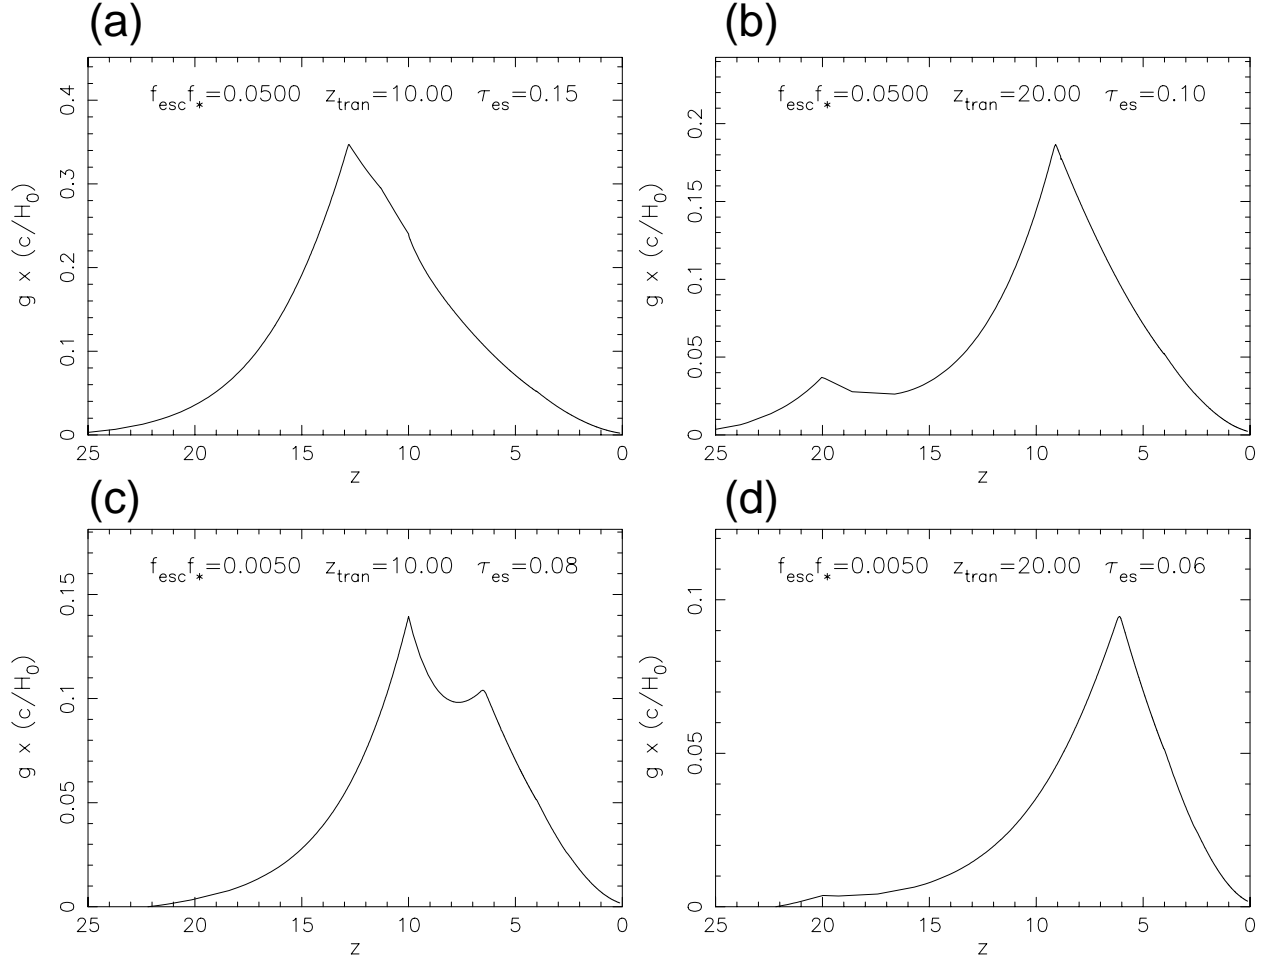 (a)
f_esc f_*=0.0500 z_tran=10.00 τ_es=0.15
g x (c/H_0)
0.4
0.3
0.2
0.1
0
25 20 15 10 5 0
z
(b)
f_esc f_*=0.0500 z_tran=20.00 τ_es=0.10
g x (c/H_0)
0.2
0.15
0.1
0.05
0
25 20 15 10 5 0
z
(c)
f_esc f_*=0.0050 z_tran=10.00 τ_es=0.08
g x (c/H_0)
0.15
0.1
0.05
0
25 20 15 10 5 0
z
(d)
f_esc f_*=0.0050 z_tran=20.00 τ_es=0.06
g x (c/H_0)
0.1
0.05
0
25 20 15 10 5 0
z